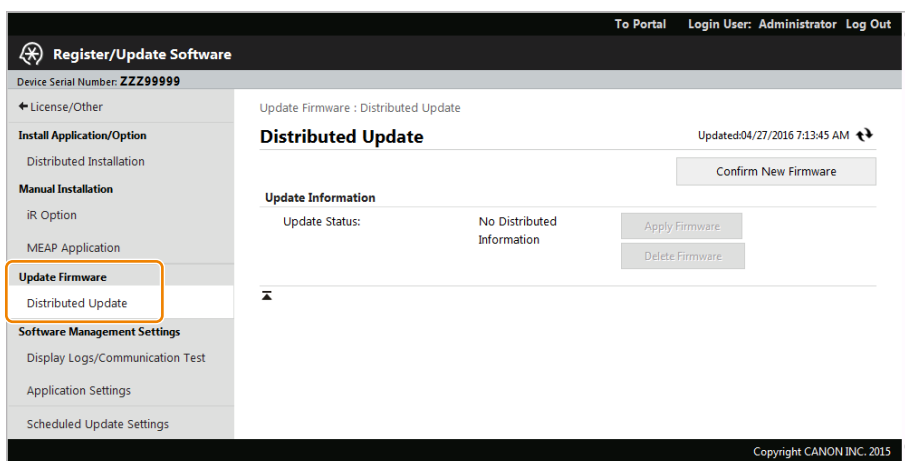 To Portal Login User: Administrator Log Out
Register/Update Software
Device Serial Number: ZZZ99999
License/Other
Install Application/Option
Distributed Installation
Manual Installation
iR Option
MEAP Application
Update Firmware
Distributed Update
Software Management Settings
Display Logs/Communication Test
Application Settings
Scheduled Update Settings
Update Firmware : Distributed Update
Distributed Update
Updated:04/27/2016 7:13:45 AM
Confirm New Firmware
Update Information
Update Status:
No Distributed
Information
Apply Firmware
Delete Firmware
Copyright CANON INC. 2015